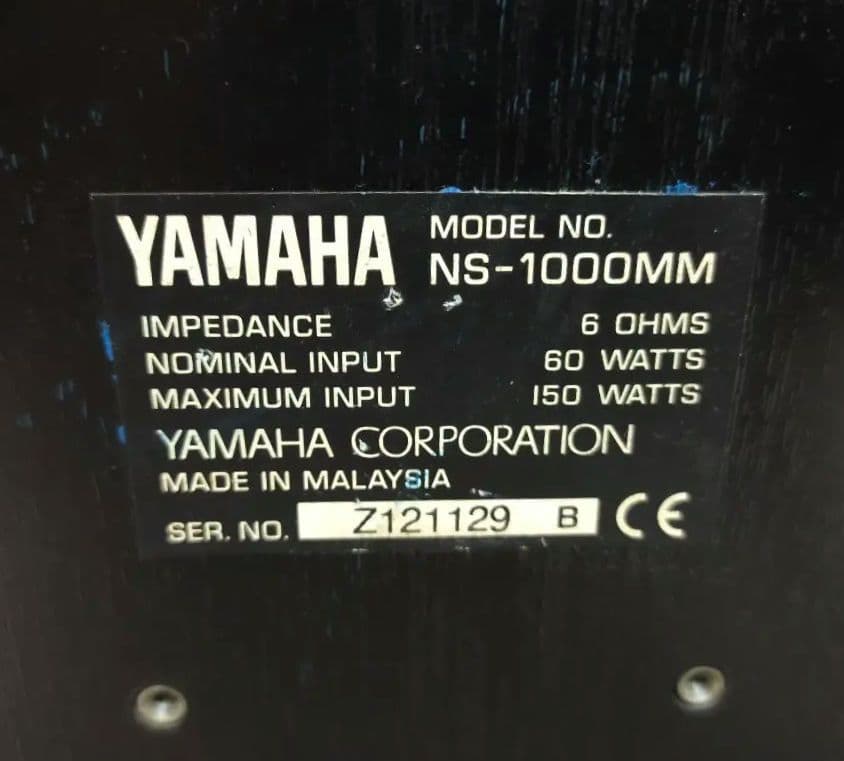 YAMAHA MODEL NO.
NS-1000MM
IMPEDANCE 6 OHMS
NOMINAL INPUT 60 WATTS
MAXIMUM INPUT 150 WATTS
YAMAHA CORPORATION
MADE IN MALAYSIA
SER. NO. Z121129 B CE